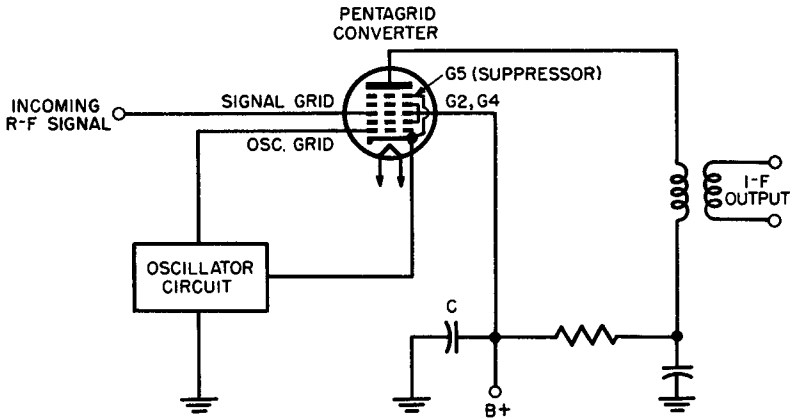 PENTAGRID
CONVERTER
G5 (SUPPRESSOR)
SIGNAL GRID
G2, G4
INCOMING
R-F SIGNAL
OSC. GRID
I-F
OUTPUT
OSCILLATOR
CIRCUIT
C
B+